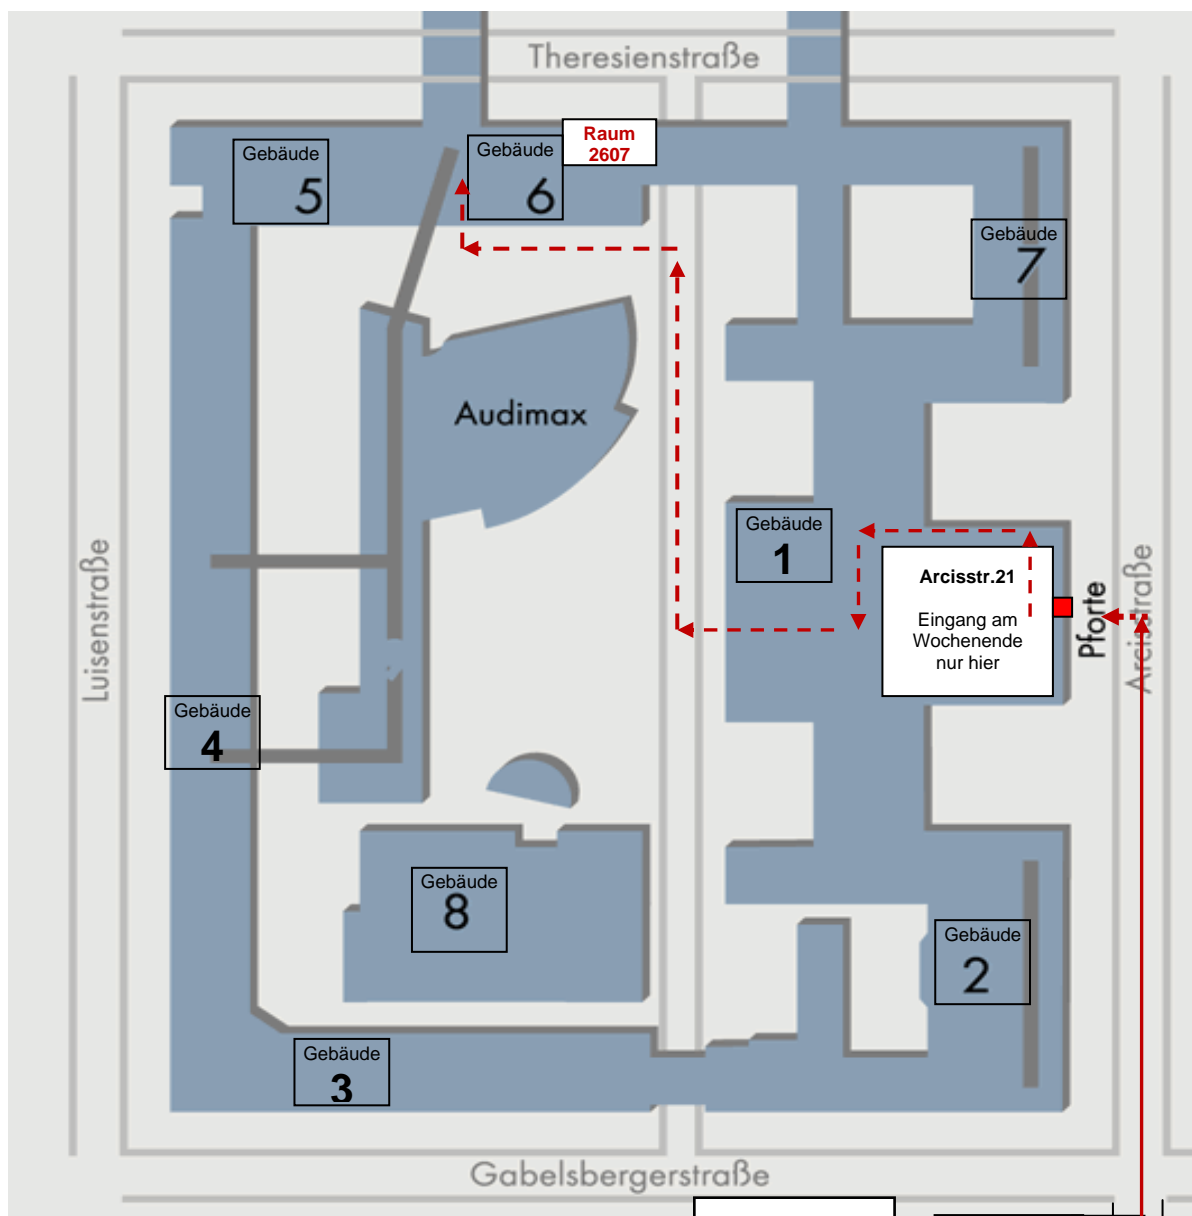 Theresienstraße
Gebäude
5
Gebäude
6
Raum
2607
Gebäude
7
Audimax
Gebäude
1
Arcisstr.21
Eingang am
Wochenende
nur hier
Pforte
Arcisstraße
Luisenstraße
Gebäude
4
Gebäude
8
Gebäude
2
Gebäude
3
Gabelsbergerstraße